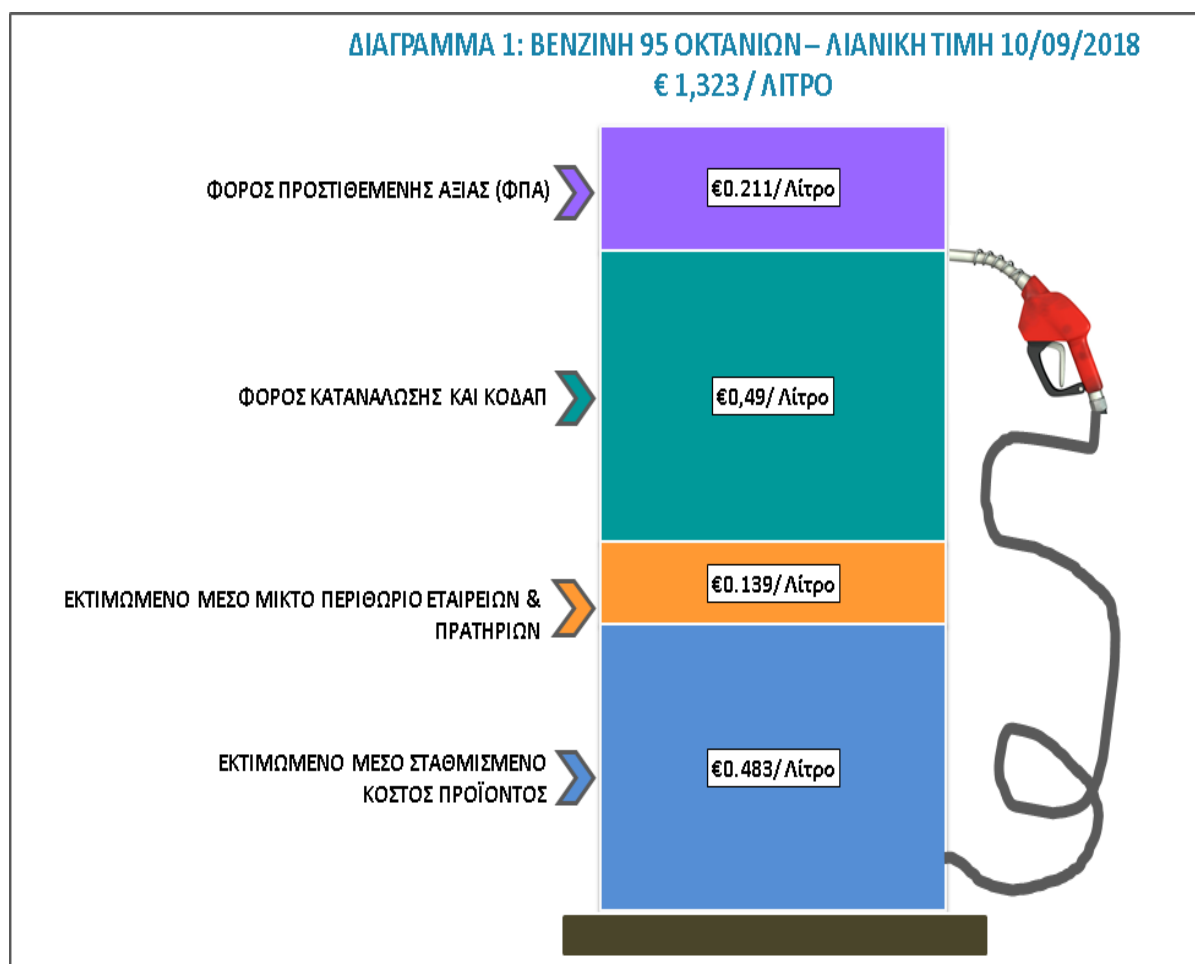 ΔΙΑΓΡΑΜΜΑ 1: ΒΕΝΖΙΝΗ 95 ΟΚΤΑΝΙΩΝ – ΛΙΑΝΙΚΗ ΤΙΜΗ 10/09/2018
€ 1,323 / ΛΙΤΡΟ
ΦΟΡΟΣ ΠΡΟΣΤΙΘΕΜΕΝΗΣ ΑΞΙΑΣ (ΦΠΑ)
€0.211/ Λίτρο
ΦΟΡΟΣ ΚΑΤΑΝΑΛΩΣΗΣ ΚΑΙ ΚΟΔΑΠ
€0,49/ Λίτρο
ΕΚΤΙΜΩΜΕΝΟ ΜΕΣΟ ΜΙΚΤΟ ΠΕΡΙΘΩΡΙΟ ΕΤΑΙΡΕΙΩΝ &
ΠΡΑΤΗΡΙΩΝ
€0.139/ Λίτρο
ΕΚΤΙΜΩΜΕΝΟ ΜΕΣΟ ΣΤΑΘΜΙΣΜΕΝΟ
ΚΟΣΤΟΣ ΠΡΟΪΟΝΤΟΣ
€0.483/ Λίτρο